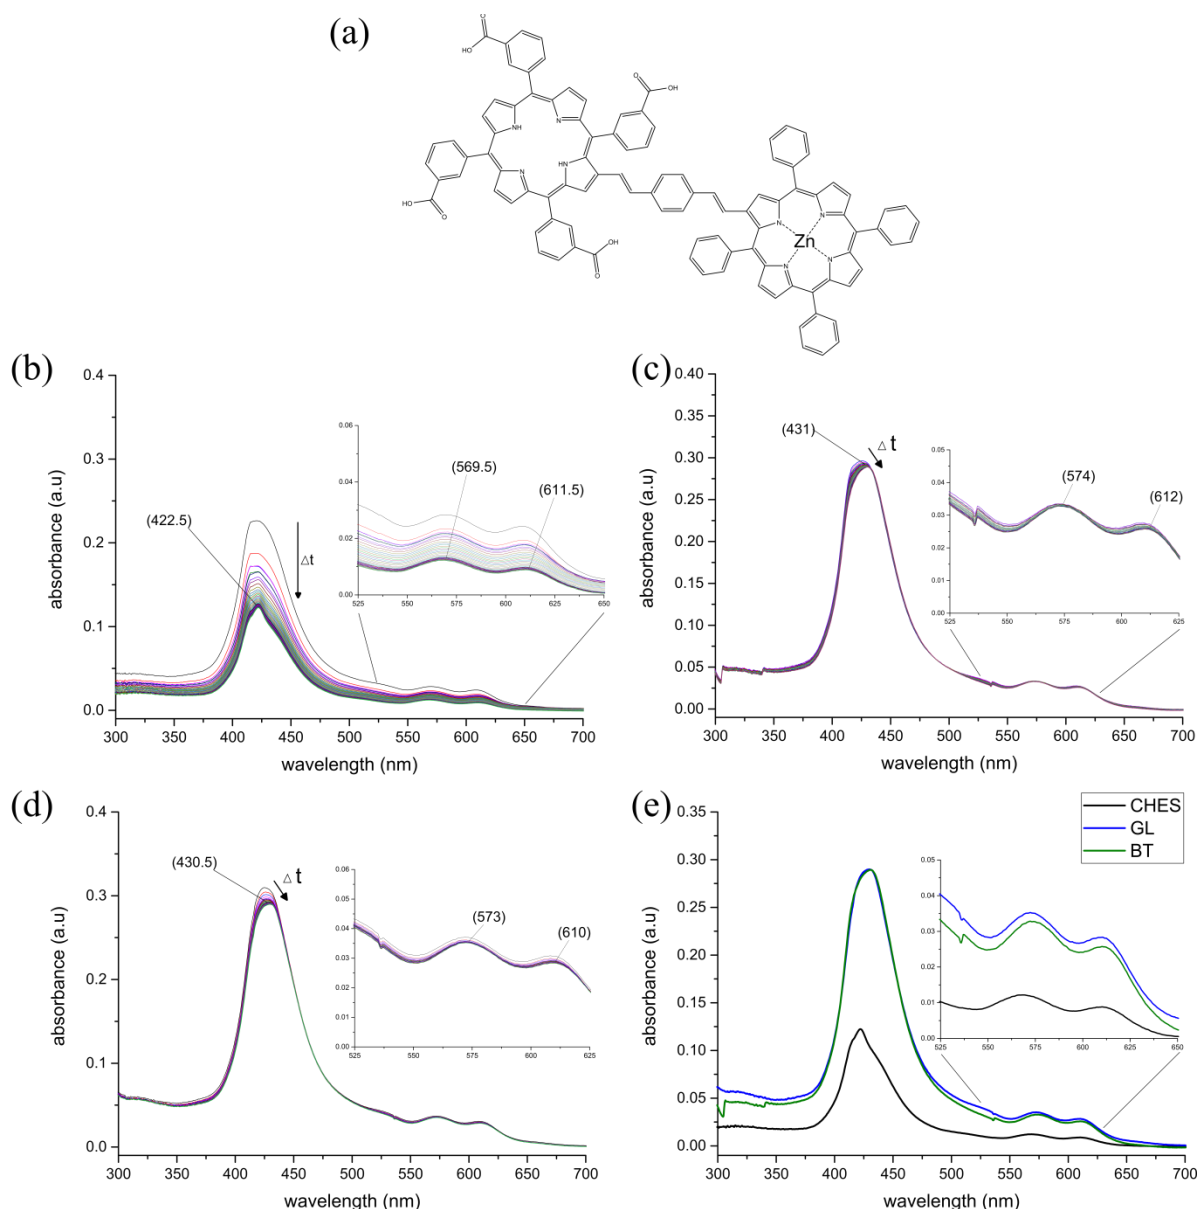 (a)
O
HO
O
OH
NH
N
HN
N
HO
O
OH
O
N
N
Zn
N
N
(b)
0.4
0.3
0.2
0.1
0.0
absorbance (a.u)
300 350 400 450 500 550 600 650 700
wavelength (nm)
(422.5)
Δt
0.06
0.05
0.04
0.03
0.02
0.01
0.00
525 550 575 600 625 650
(569.5)
(611.5)
(c)
0.40
0.35
0.30
0.25
0.20
0.15
0.10
0.05
0.00
absorbance (a.u)
300 350 400 450 500 550 600 650 700
wavelength (nm)
(431)
Δ t
0.05
0.04
0.03
0.02
0.01
0.00
525 550 575 600 625
(574)
(612)
(d)
0.4
0.3
0.2
0.1
0.0
absorbance (a.u)
300 350 400 450 500 550 600 650 700
wavelength (nm)
(430.5)
Δ t
0.06
0.05
0.04
0.03
0.02
0.01
0.00
525 550 575 600 625
(573)
(610)
(e)
0.35
0.30
0.25
0.20
0.15
0.10
0.05
0.00
absorbance (a.u)
300 350 400 450 500 550 600 650 700
wavelength (nm)
CHES
GL
BT
0.05
0.04
0.03
0.02
0.01
0.00
525 550 575 600 625 650